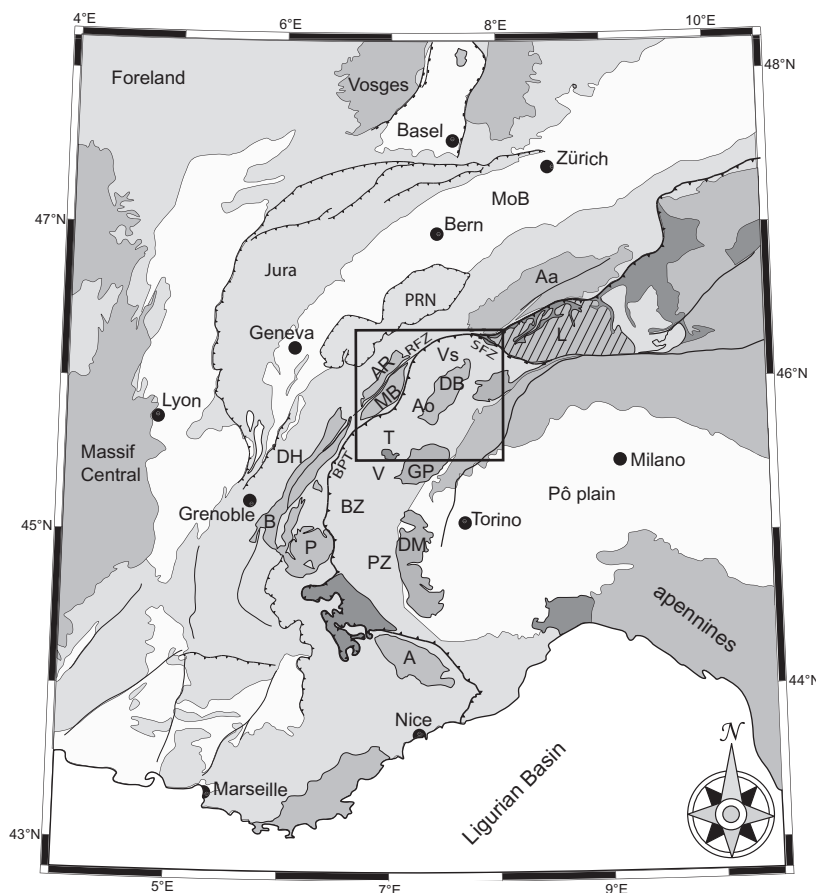 4°E
6°E
8°E
10°E
48°N
Foreland
Vosges
Basel
Zürich
47°N
MoB
Bern
Jura
Aa
PRN
Geneva
RFZ
SFZ
L
AR
Vs
46°N
MB
DB
Ao
Lyon
T
Massif
Central
DH
BPT
V
GP
Milano
Pô plain
Grenoble
B
BZ
Torino
45°N
P
DM
PZ
apennines
A
44°N
Nice
N
Ligurian Basin
Marseille
43°N
5°E
7°E
9°E